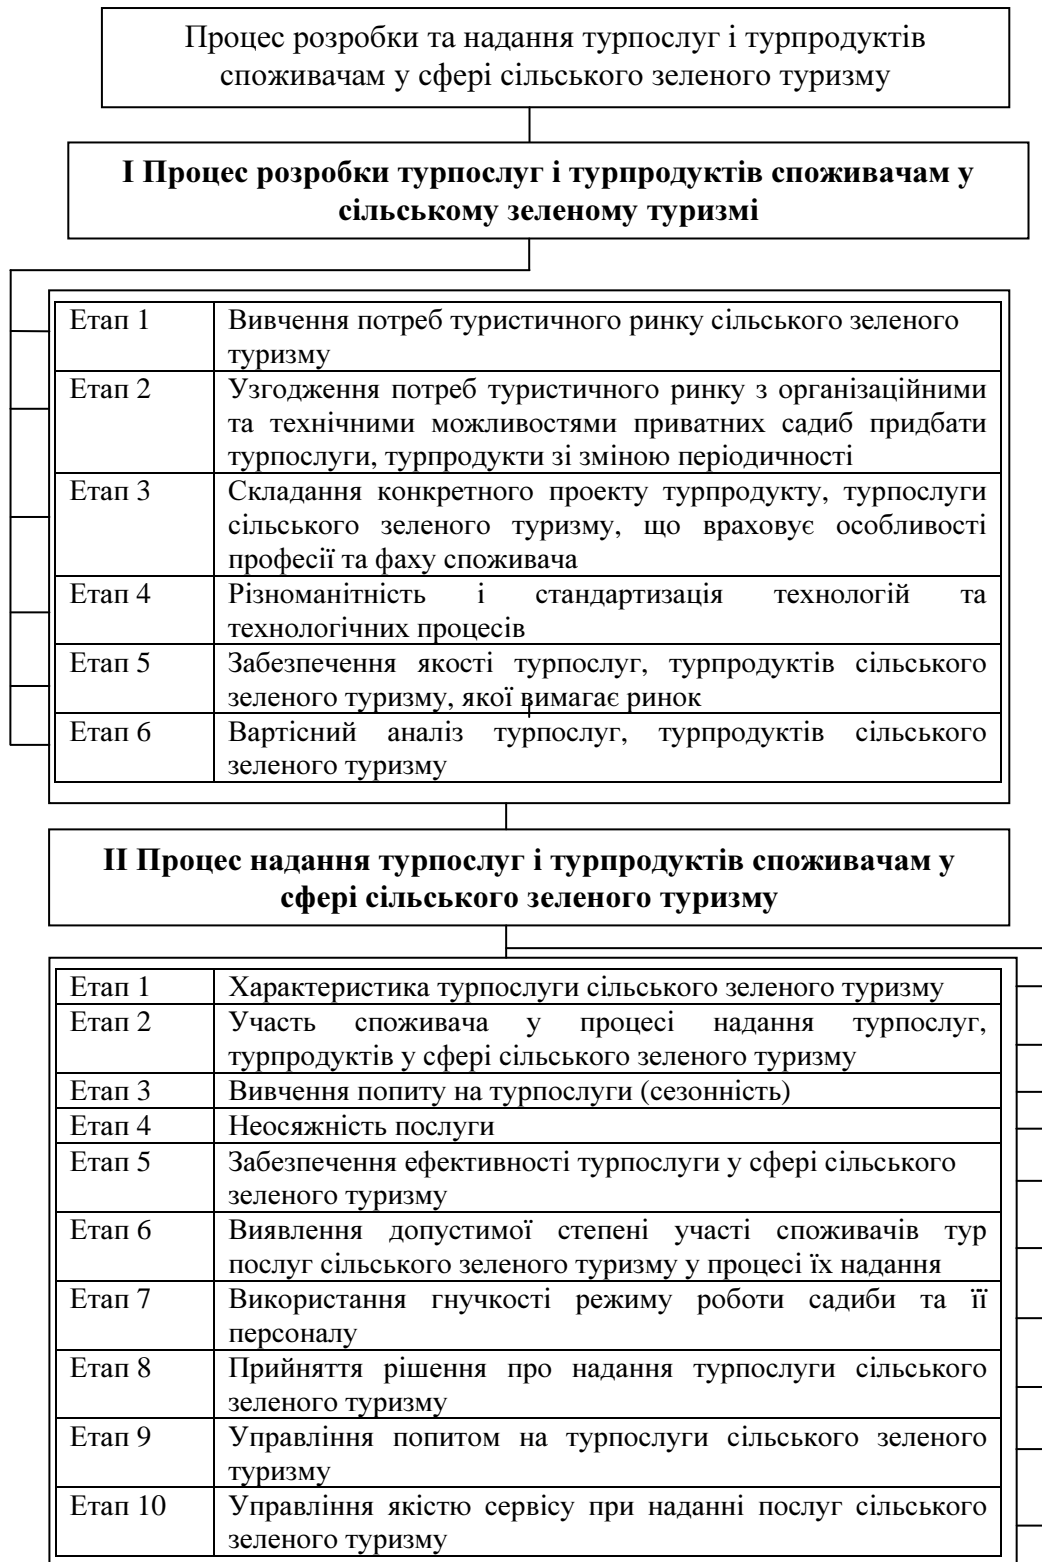 Процес розробки та надання турпослуг і турпродуктів
споживачам у сфері сільського зеленого туризму
І Процес розробки турпослуг і турпродуктів споживачам у
сільському зеленому туризмі
Етап 1 Вивчення потреб туристичного ринку сільського зеленого
туризму
Етап 2 Узгодження потреб туристичного ринку з організаційними
та технічними можливостями приватних садиб придбати
турпослуги, турпродукти зі зміною періодичності
Етап 3 Складання конкретного проекту турпродукту, турпослуги
сільського зеленого туризму, що враховує особливості
професії та фаху споживача
Етап 4 Різноманітність і стандартизація технологій та
технологічних процесів
Етап 5 Забезпечення якості турпослуг, турпродуктів сільського
зеленого туризму, якої вимагає ринок
Етап 6 Вартісний аналіз турпослуг, турпродуктів сільського
зеленого туризму
ІІ Процес надання турпослуг і турпродуктів споживачам у
сфері сільського зеленого туризму
Етап 1 Характеристика турпослуги сільського зеленого туризму
Етап 2 Участь споживача у процесі надання турпослуг,
турпродуктів у сфері сільського зеленого туризму
Етап 3 Вивчення попиту на турпослуги (сезонність)
Етап 4 Неосяжність послуги
Етап 5 Забезпечення ефективності турпослуги у сфері сільського
зеленого туризму
Етап 6 Виявлення допустимої степені участі споживачів тур
послуг сільського зеленого туризму у процесі їх надання
Етап 7 Використання гнучкості режиму роботи садиби та її
персоналу
Етап 8 Прийняття рішення про надання турпослуги сільського
зеленого туризму
Етап 9 Управління попитом на турпослуги сільського зеленого
туризму
Етап 10 Управління якістю сервісу при наданні послуг сільського
зеленого туризму